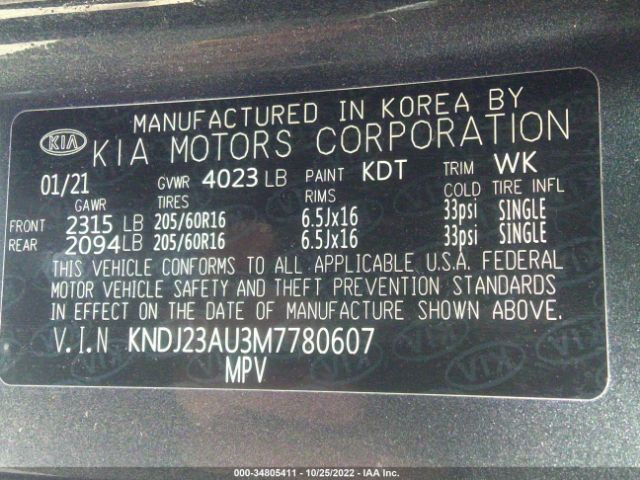 MANUFACTURED IN KOREA BY
KIA KIA MOTORS CORPORATION
01/21 GVWR 4023 LB PAINT KDT TRIM WK
GAWR TIRES RIMS COLD TIRE INFL
FRONT 2315 LB 205/60R16 6.5Jx16 33psi SINGLE
REAR 2094 LB 205/60R16 6.5Jx16 33psi SINGLE
THIS VEHICLE CONFORMS TO ALL APPLICABLE U.S.A. FEDERAL
MOTOR VEHICLE SAFETY AND THEFT PREVENTION STANDARDS
IN EFFECT ON THE DATE OF MANUFACTURE SHOWN ABOVE.
V.I.N KNDJ23AU3M7780607
MPV
000-34805411 - 10/25/2022 - IAA Inc.